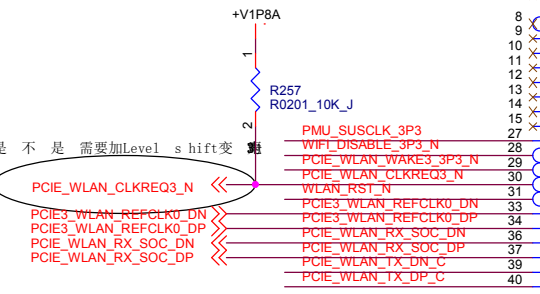 +V1P8A
1
R257
R0201_10K_J
2
是 不 是 需要加Level s hift变
PCIE_WLAN_CLKREQ3_N
PCIE3_WLAN_REFCLK0_DN
PCIE3_WLAN_REFCLK0_DP
PCIE_WLAN_RX_SOC_DN
PCIE_WLAN_RX_SOC_DP
8
9
10
11
12
13
14
15
PMU_SUSCLK_3P3 27
WIFI_DISABLE_3P3_N 28
PCIE_WLAN_WAKE3_3P3_N 29
PCIE_WLAN_CLKREQ3_N 30
WLAN_RST_N 31
PCIE3_WLAN_REFCLK0_DN 33
PCIE3_WLAN_REFCLK0_DP 34
PCIE_WLAN_RX_SOC_DN 36
PCIE_WLAN_RX_SOC_DP 37
PCIE_WLAN_TX_DN_C 39
PCIE_WLAN_TX_DP_C 40